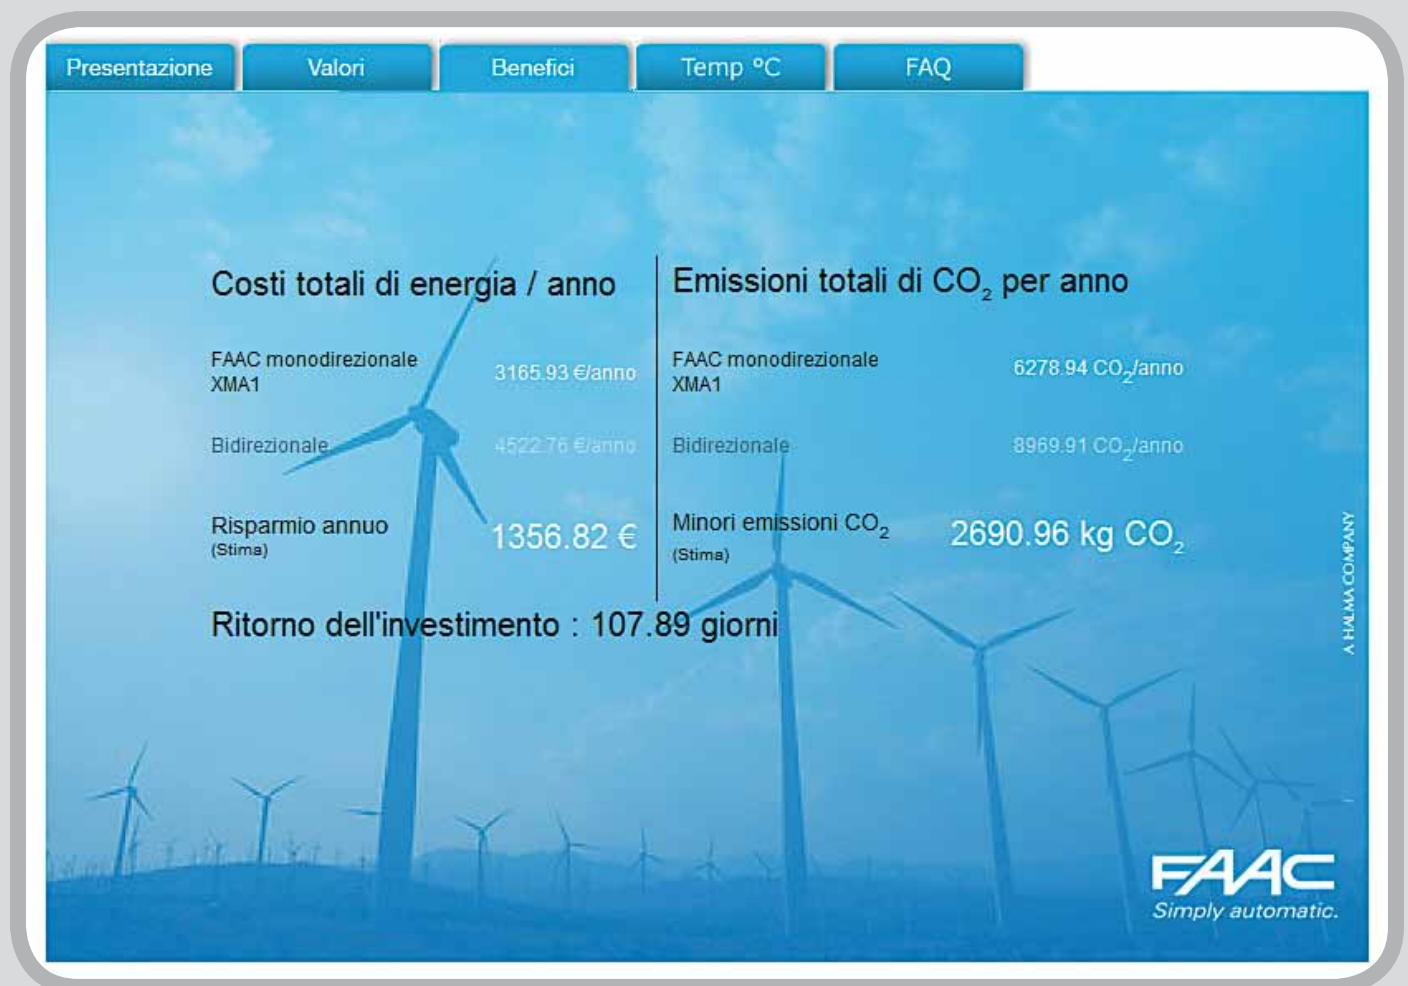 Presentazione Valori Benefici Temp ºC FAQ
Costi totali di energia / anno
FAAC monodirezionale
XMA1
3165.93 €/anno
Bidirezionale 4522.76 €/anno
Risparmio annuo
(Stima)
1356.82 €
Emissioni totali di CO₂ per anno
FAAC monodirezionale
XMA1
6278.94 CO₂/anno
Bidirezionale 8969.91 CO₂/anno
Minori emissioni CO₂
(Stima)
2690.96 kg CO₂
Ritorno dell'investimento : 107.89 giorni
A HALMA COMPANY
FAAC
Simply automatic.